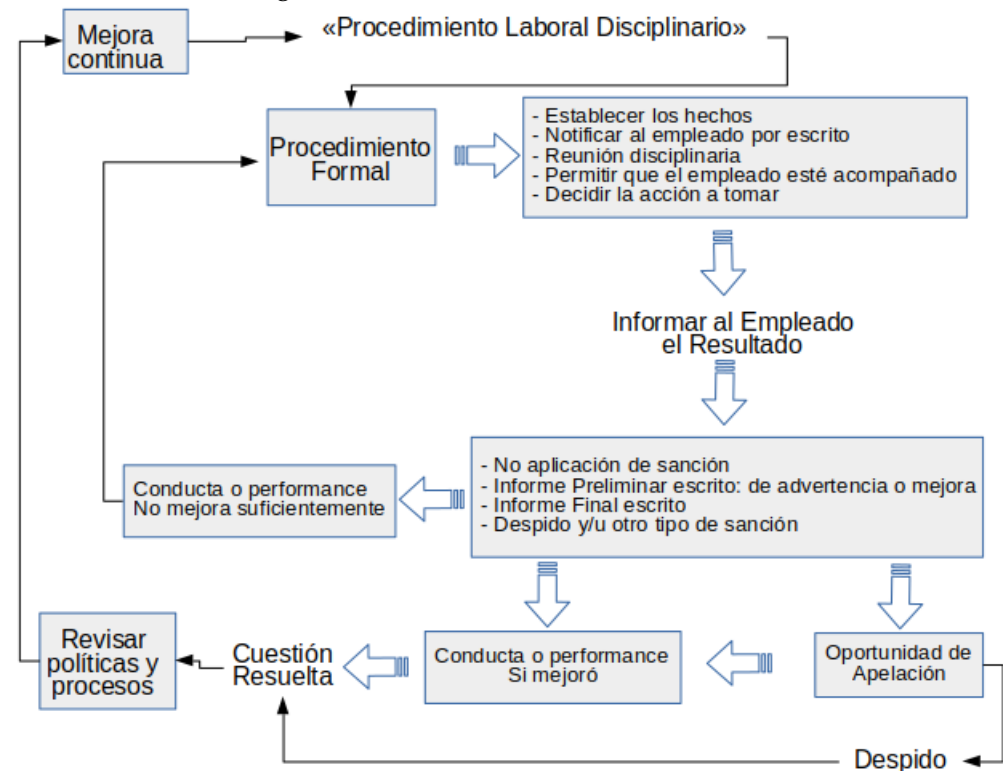 Mejora
continua
«Procedimiento Laboral Disciplinario»
Procedimiento
Formal
- Establecer los hechos
- Notificar al empleado por escrito
- Reunión disciplinaria
- Permitir que el empleado esté acompañado
- Decidir la acción a tomar
Informar al Empleado
el Resultado
- No aplicación de sanción
- Informe Preliminar escrito: de advertencia o mejora
- Informe Final escrito
- Despido y/u otro tipo de sanción
Conducta o performance
No mejora suficientemente
Revisar
políticas y
procesos
Cuestión
Resuelta
Conducta o performance
Si mejoró
Oportunidad de
Apelación
Despido